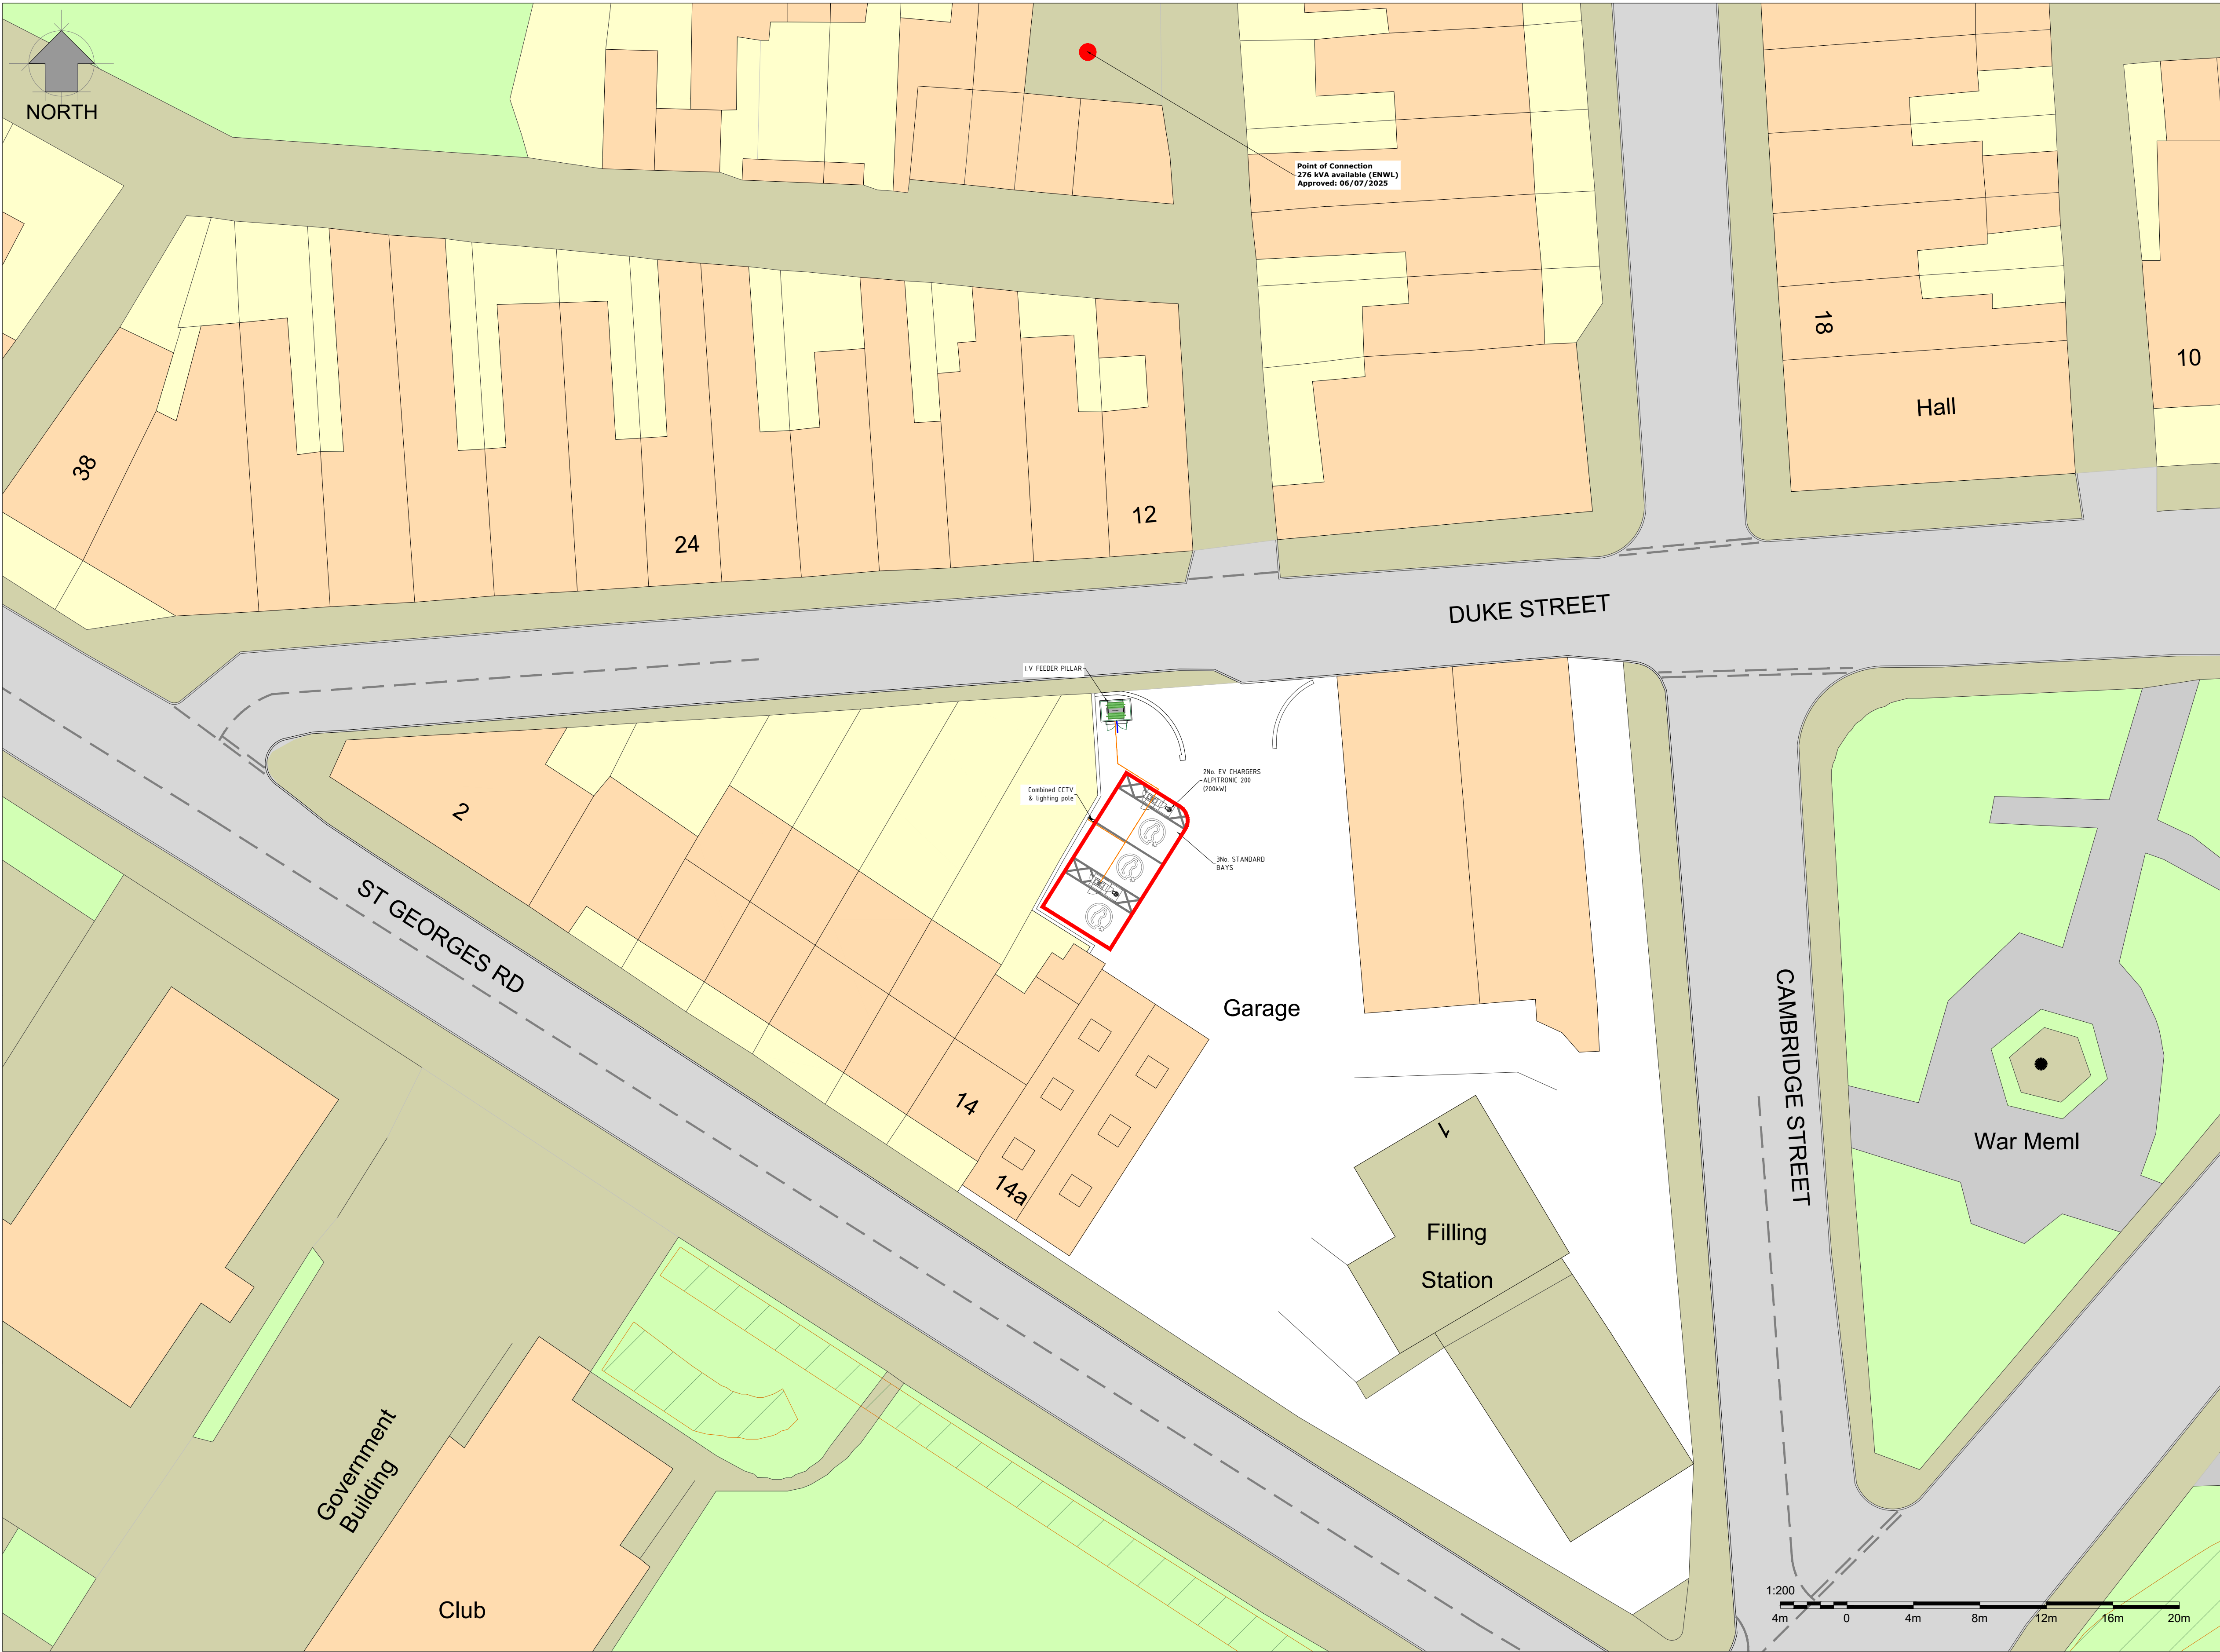 NORTH
Point of Connection
276 kVA available (ENWL)
Approved: 06/07/2025
18
10
Hall
38
24
12
DUKE STREET
LV FEEDER PILLAR
2No. EV CHARGERS
ALPITRONIC 200
(200kW)
Combined CCTV
& lighting pole
3No. STANDARD
BAYS
2
ST GEORGES RD
CAMBRIDGE STREET
Garage
14
14a
1
War Meml
Filling
Station
Government
Building
Club
1:200
4m 0 4m 8m 12m 16m 20m